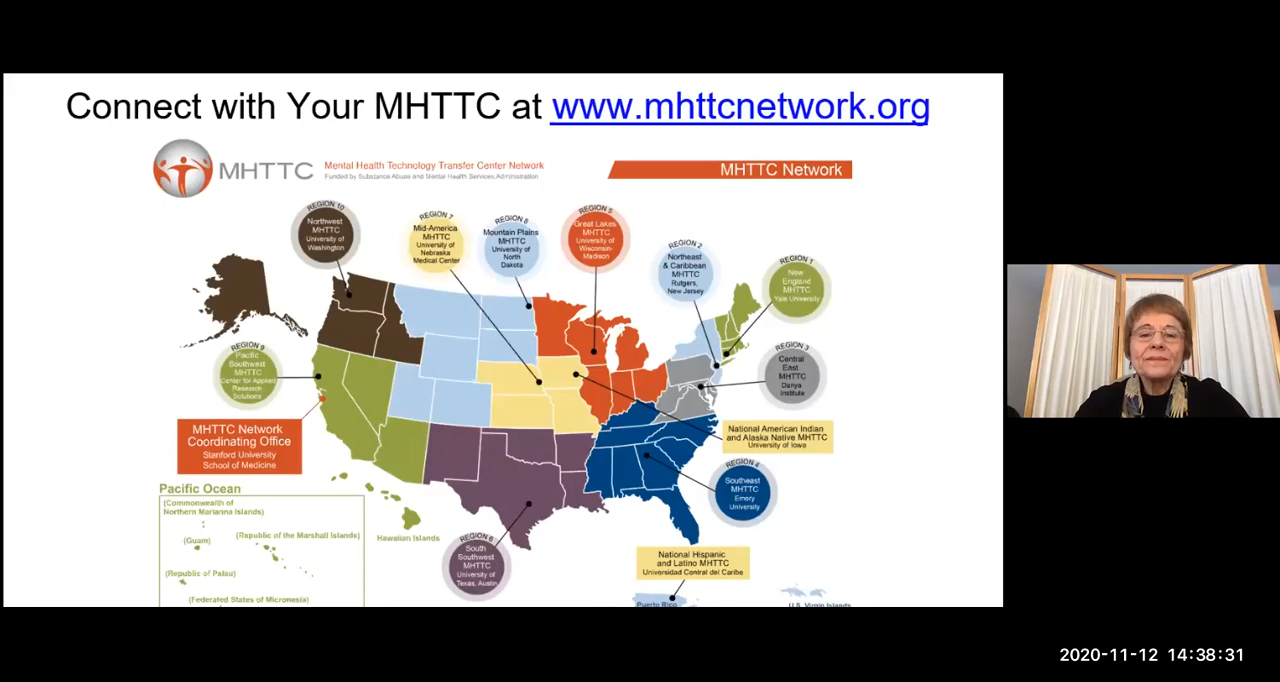 Connect with Your MHTTC at www.mhttcnetwork.org
MHTTC
Mental Health Technology Transfer Center Network
Funded by Substance Abuse and Mental Health Services Administration
MHTTC Network
REGION 10
Northwest
MHTTC
University of
Washington
REGION 7
Mid-America
MHTTC
University of
Nebraska
Medical Center
REGION 8
Mountain Plains
MHTTC
University of
North
Dakota
REGION 5
Great Lakes
MHTTC
University of
Wisconsin-
Madison
REGION 2
Northeast
& Caribbean
MHTTC
Rutgers,
New Jersey
REGION 1
New
England
MHTTC
Yale University
REGION 9
Pacific
Southwest
MHTTC
Center for Applied
Research
Solutions
REGION 3
Central
East
MHTTC
Danya
Institute
MHTTC Network
Coordinating Office
Stanford University
School of Medicine
National American Indian
and Alaska Native MHTTC
University of Iowa
REGION 4
Southeast
MHTTC
Emory
University
Pacific Ocean
(Commonwealth of
Northern Marianna Islands)
(Guam)
(Republic of the Marshall Islands)
(Republic of Palau)
(Federated States of Micronesia)
Hawaiian Islands
REGION 6
South
Southwest
MHTTC
University of
Texas, Austin
National Hispanic
and Latino MHTTC
Universidad Central del Caribe
Puerto Rico
U.S. Virgin Islands
2020-11-12 14:38:31